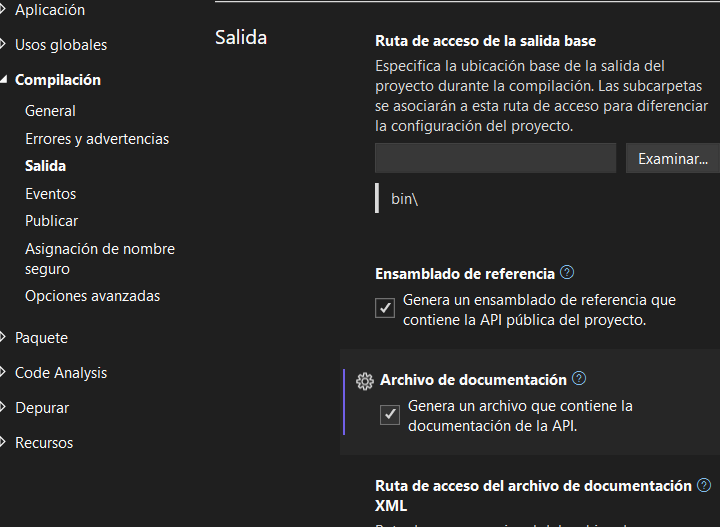 Aplicación
Usos globales
Compilación
General
Errores y advertencias
Salida
Eventos
Publicar
Asignación de nombre
seguro
Opciones avanzadas
Paquete
Code Analysis
Depurar
Recursos
Salida
Ruta de acceso de la salida base
Especifica la ubicación base de la salida del
proyecto durante la compilación. Las subcarpetas
se asociarán a esta ruta de acceso para diferenciar
la configuración del proyecto.
Examinar...
bin\
Ensamblado de referencia
Genera un ensamblado de referencia que
contiene la API pública del proyecto.
Archivo de documentación
Genera un archivo que contiene la
documentación de la API.
Ruta de acceso del archivo de documentación
XML